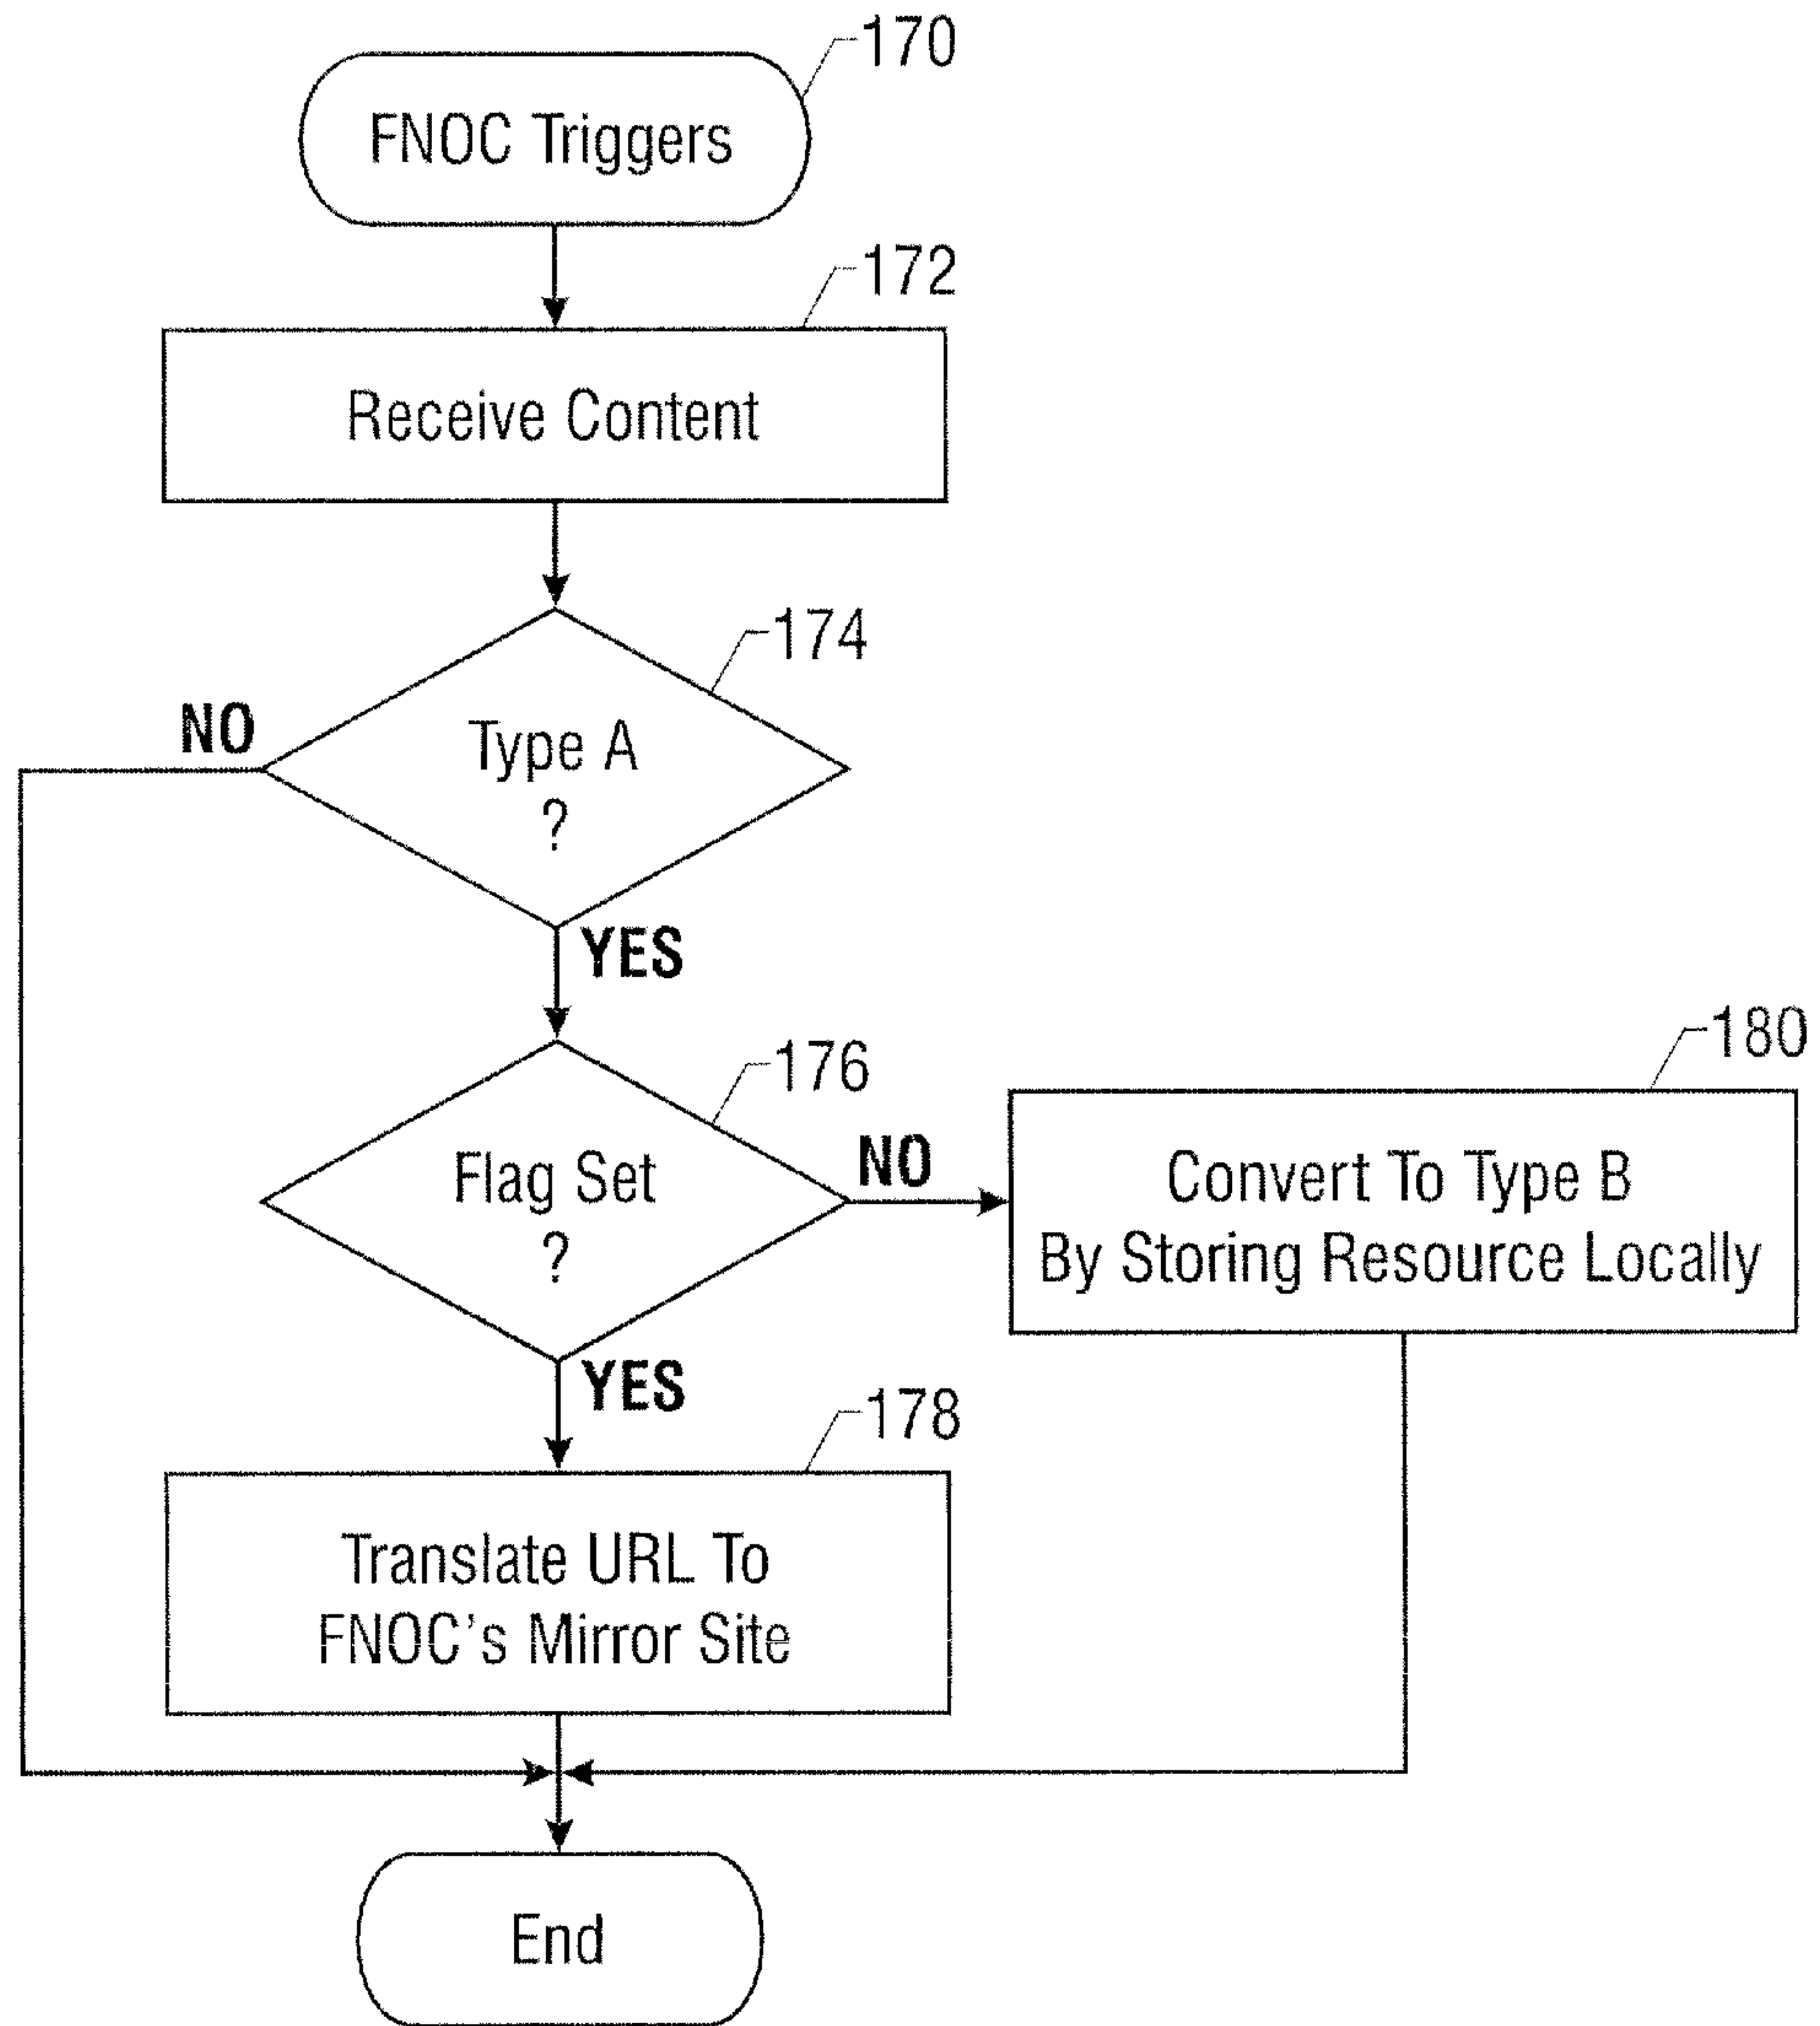 170
FNOC Triggers
172
Receive Content
174
NO
Type A
?
YES
176
180
Flag Set
?
NO
Convert To Type B
By Storing Resource Locally
YES
178
Translate URL To
FNOC's Mirror Site
End